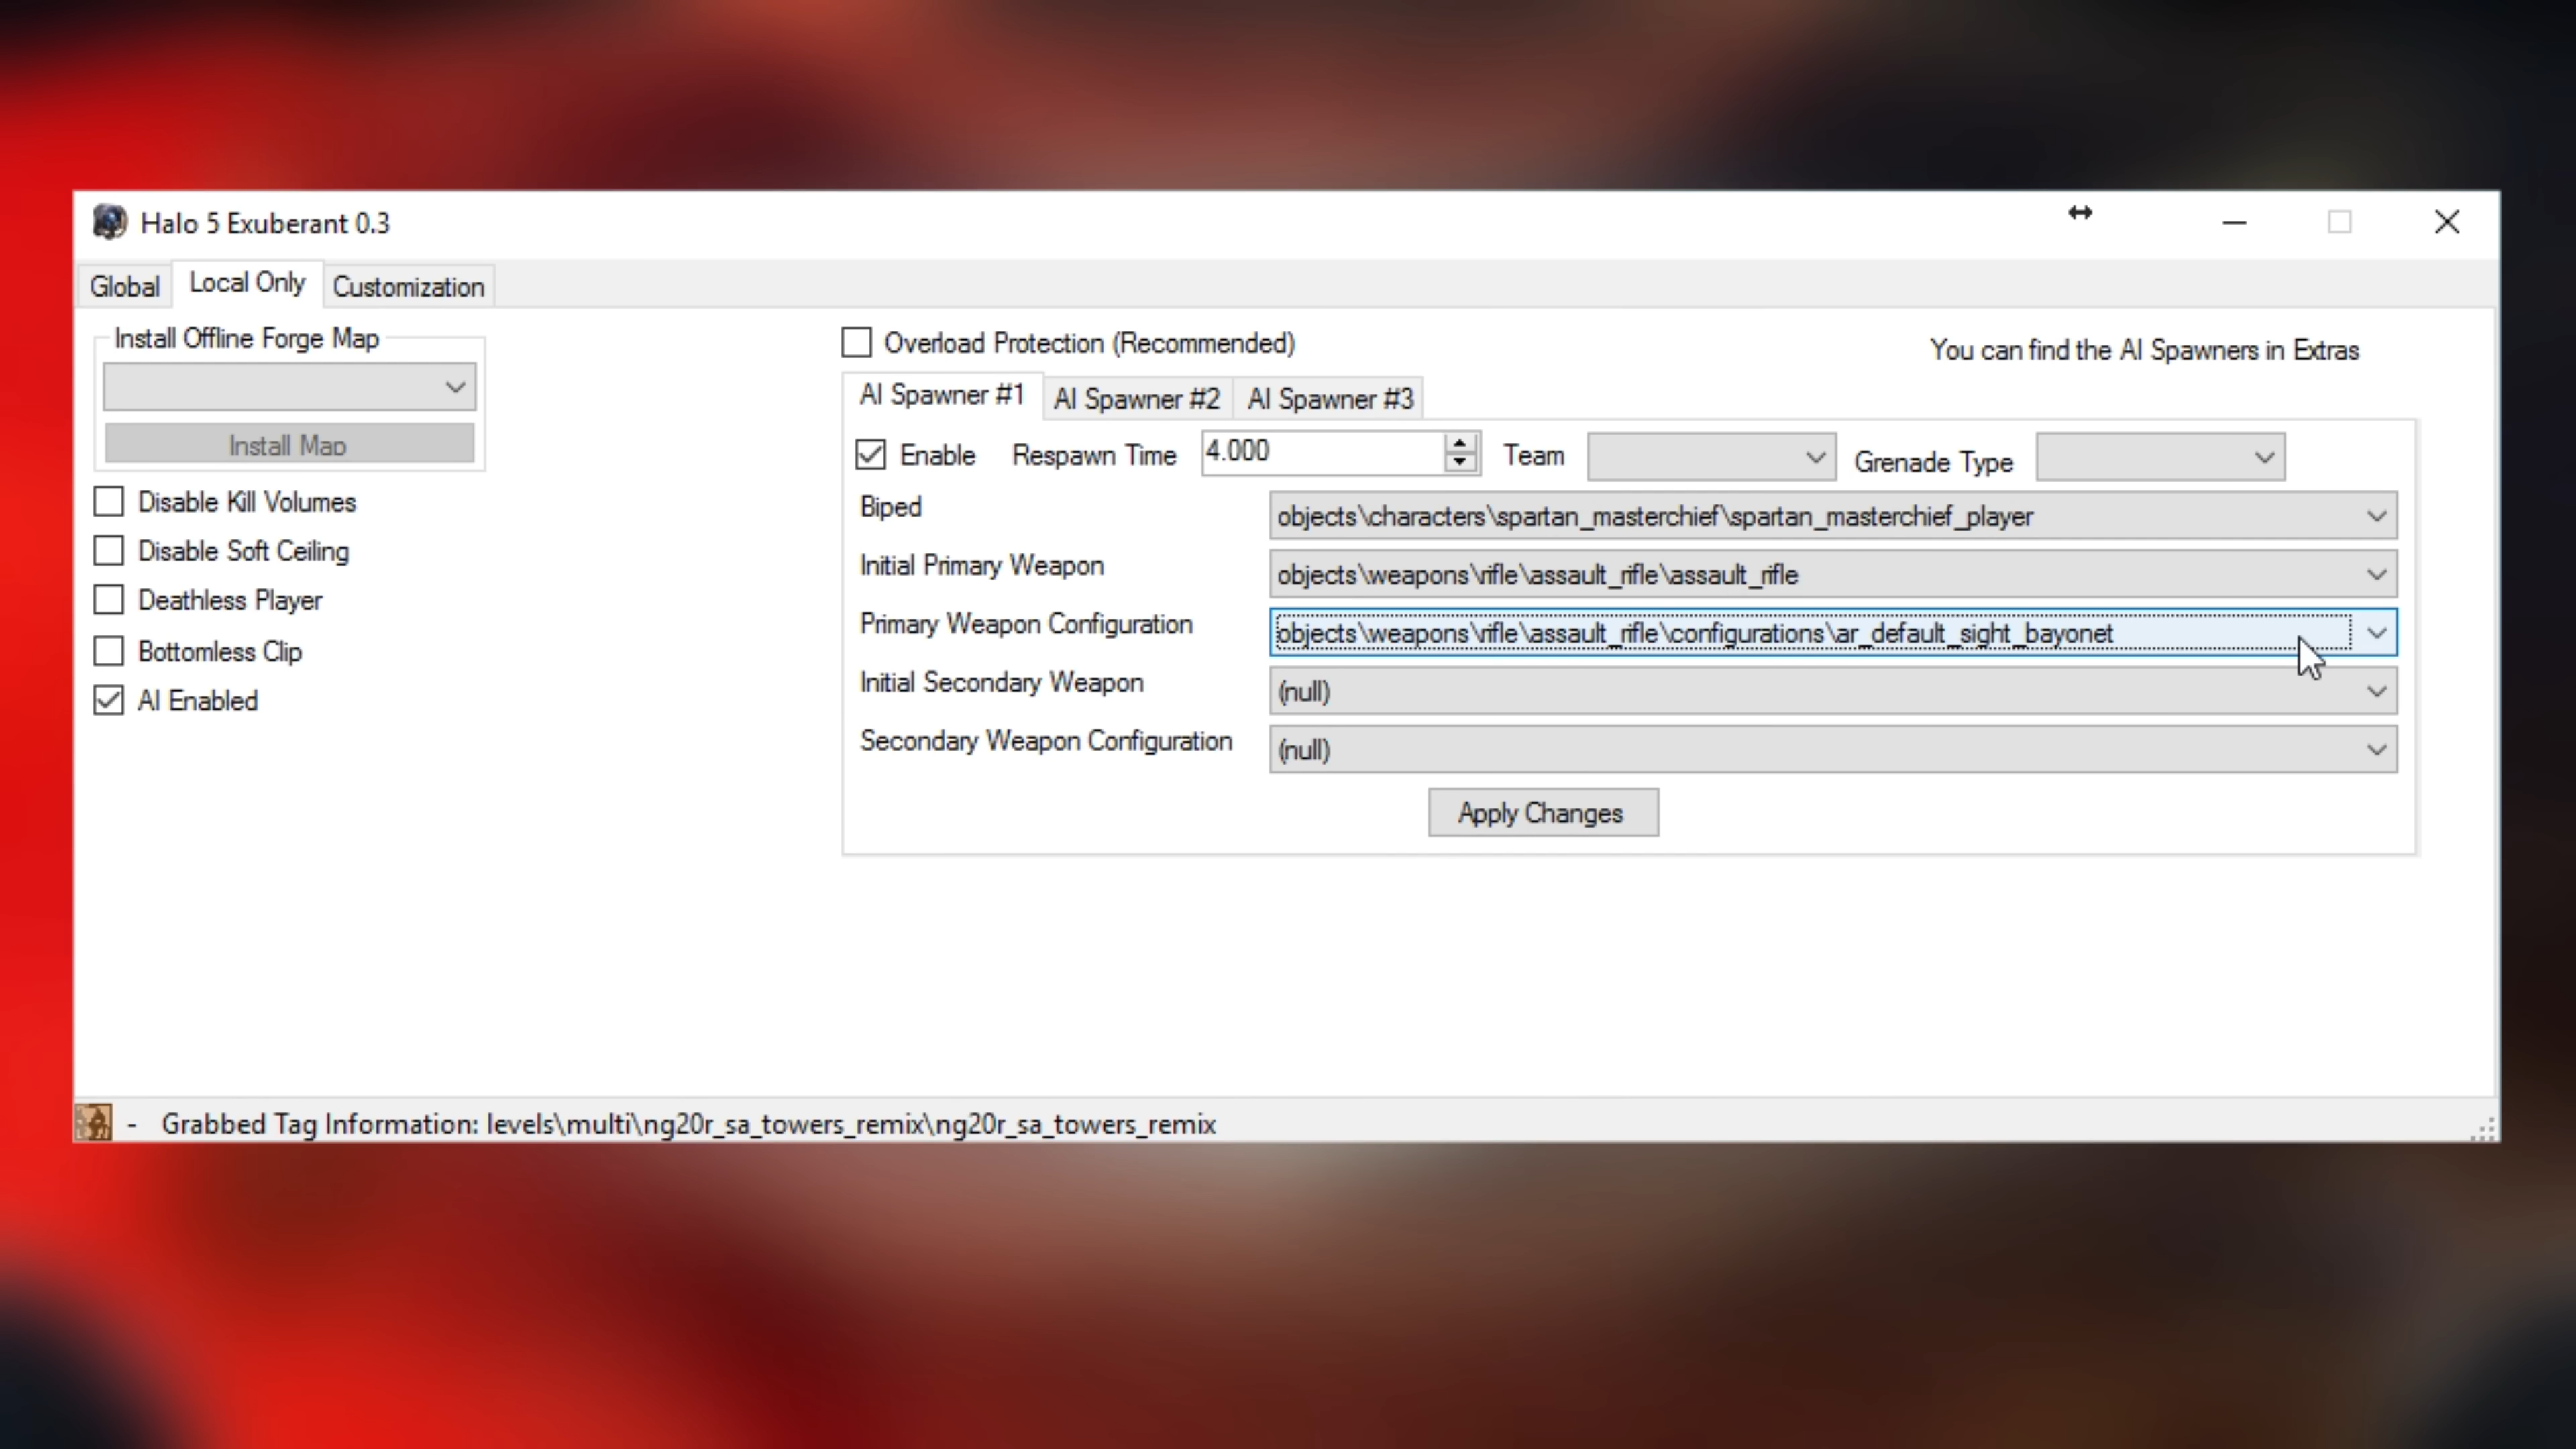 Halo 5 Exuberant 0.3
Global
Local Only
Customization
Install Offline Forge Map
Install Map
Disable Kill Volumes
Disable Soft Ceiling
Deathless Player
Bottomless Clip
AI Enabled
Overload Protection (Recommended)
You can find the AI Spawners in Extras
AI Spawner #1
AI Spawner #2
AI Spawner #3
Enable
Respawn Time
4.000
Team
Grenade Type
Biped
objects\characters\spartan_masterchief\spartan_masterchief_player
Initial Primary Weapon
objects\weapons\rifle\assault_rifle\assault_rifle
Primary Weapon Configuration
objects\weapons\rifle\assault_rifle\configurations\ar_default_sight_bayonet
Initial Secondary Weapon
(null)
Secondary Weapon Configuration
(null)
Apply Changes
- Grabbed Tag Information: levels\multi\ng20r_sa_towers_remix\ng20r_sa_towers_remix